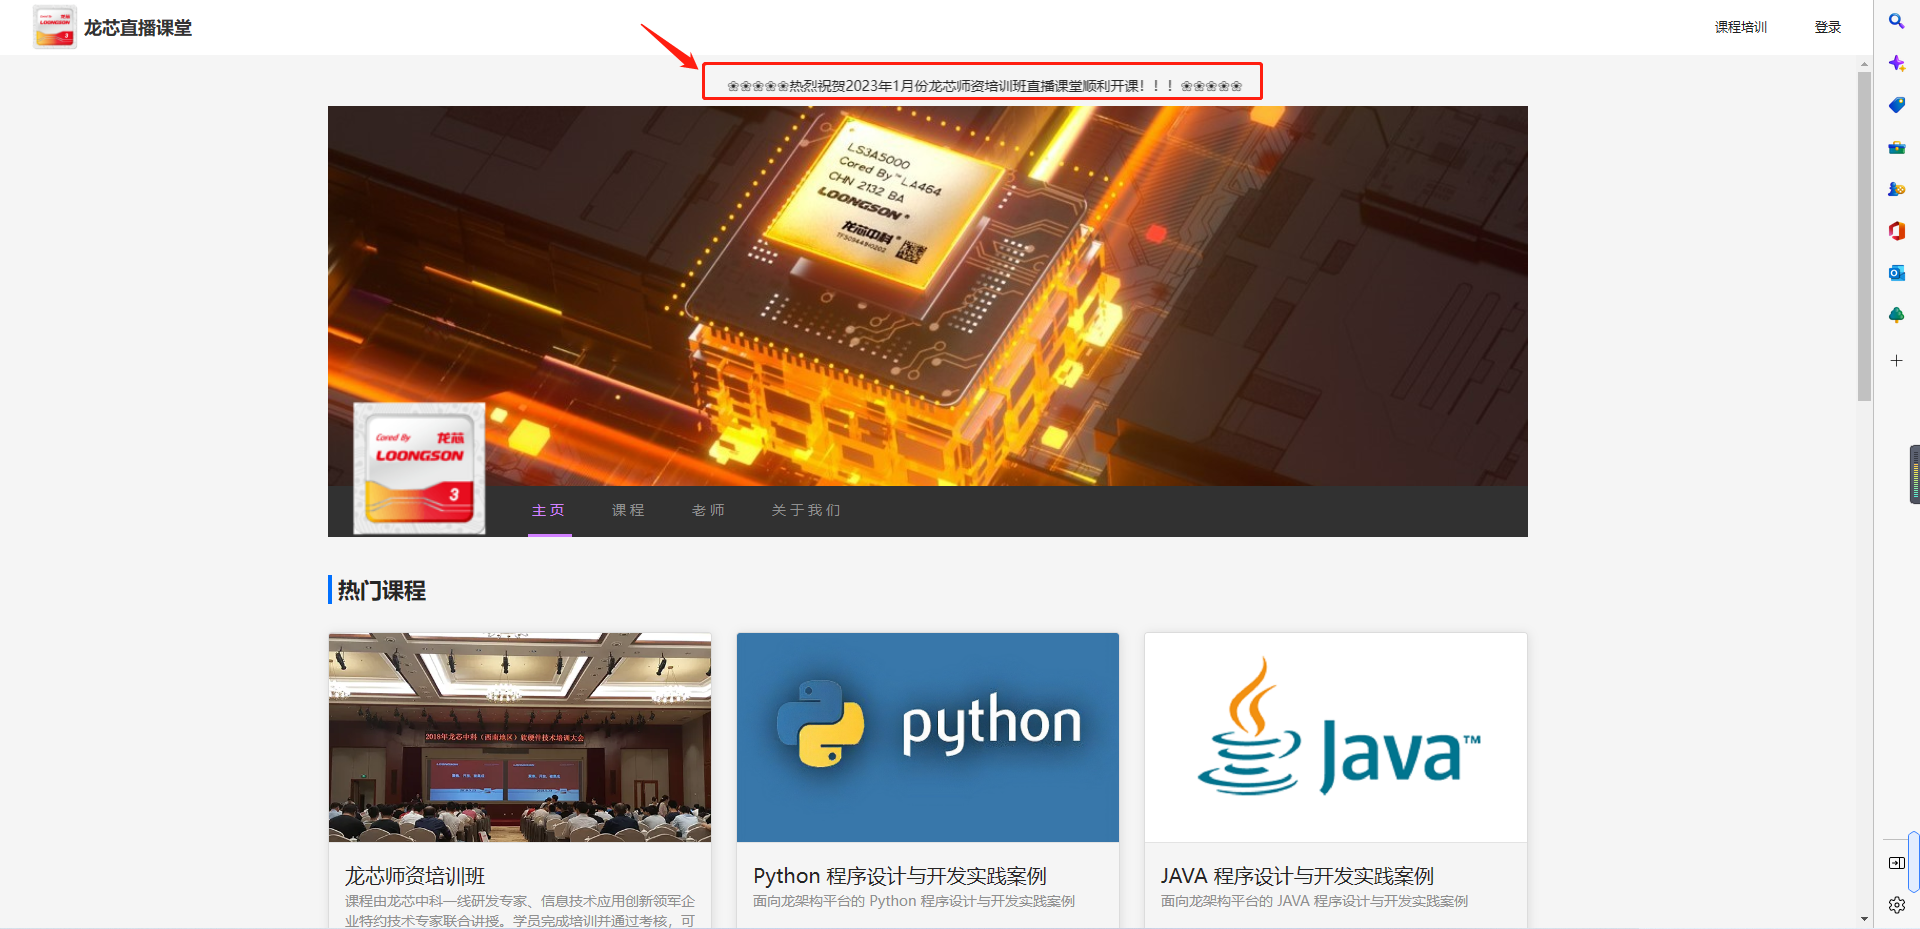 龙芯直播课堂
课程培训
登录
❀❀❀❀❀热烈祝贺2023年1月份龙芯师资培训班直播课堂顺利开课！！！❀❀❀❀❀
LS3A5000
Cored By™LA464
CHN 2132 BA
LOONGSON®
龙芯中科®
Cored By 龙芯
LOONGSON
3
主页
课程
老师
关于我们
热门课程
2018年龙芯中科（西南地区）软硬件技术培训大会
python
Java™
龙芯师资培训班
课程由龙芯中科一线研发专家、信息技术应用创新领军企
业特约技术专家联合讲授。学员完成培训并通过考核，可
Python 程序设计与开发实践案例
面向龙架构平台的 Python 程序设计与开发实践案例
JAVA 程序设计与开发实践案例
面向龙架构平台的 JAVA 程序设计与开发实践案例